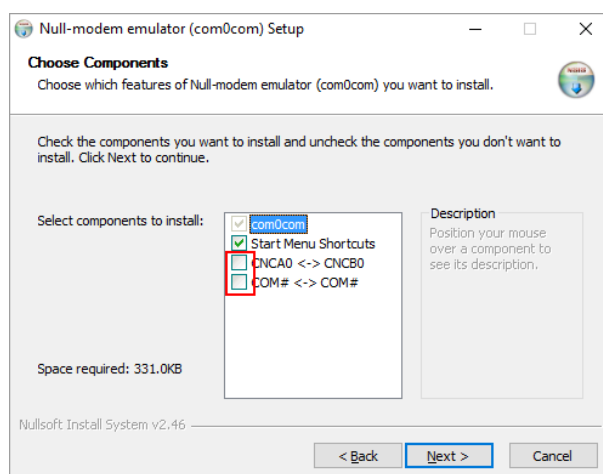 Null-modem emulator (com0com) Setup
Choose Components
Choose which features of Null-modem emulator (com0com) you want to install.
Check the components you want to install and uncheck the components you don't want to
install. Click Next to continue.
Select components to install:
com0com
Start Menu Shortcuts
CNCA0 <-> CNCB0
COM# <-> COM#
Description
Position your mouse
over a component to
see its description.
Space required: 331.0KB
Nullsoft Install System v2.46
< Back
Next >
Cancel